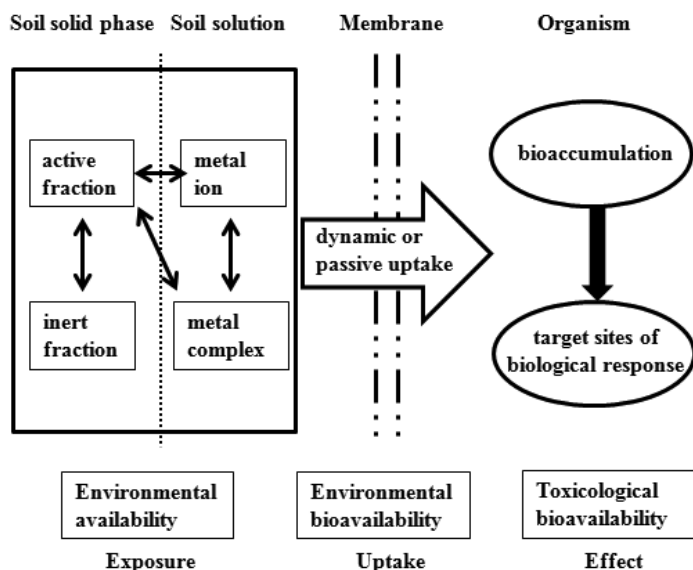 Soil solid phase
Soil solution
Membrane
Organism
active
fraction
metal
ion
inert
fraction
metal
complex
dynamic or
passive uptake
bioaccumulation
target sites of
biological response
Environmental
availability
Exposure
Environmental
bioavailability
Uptake
Toxicological
bioavailability
Effect